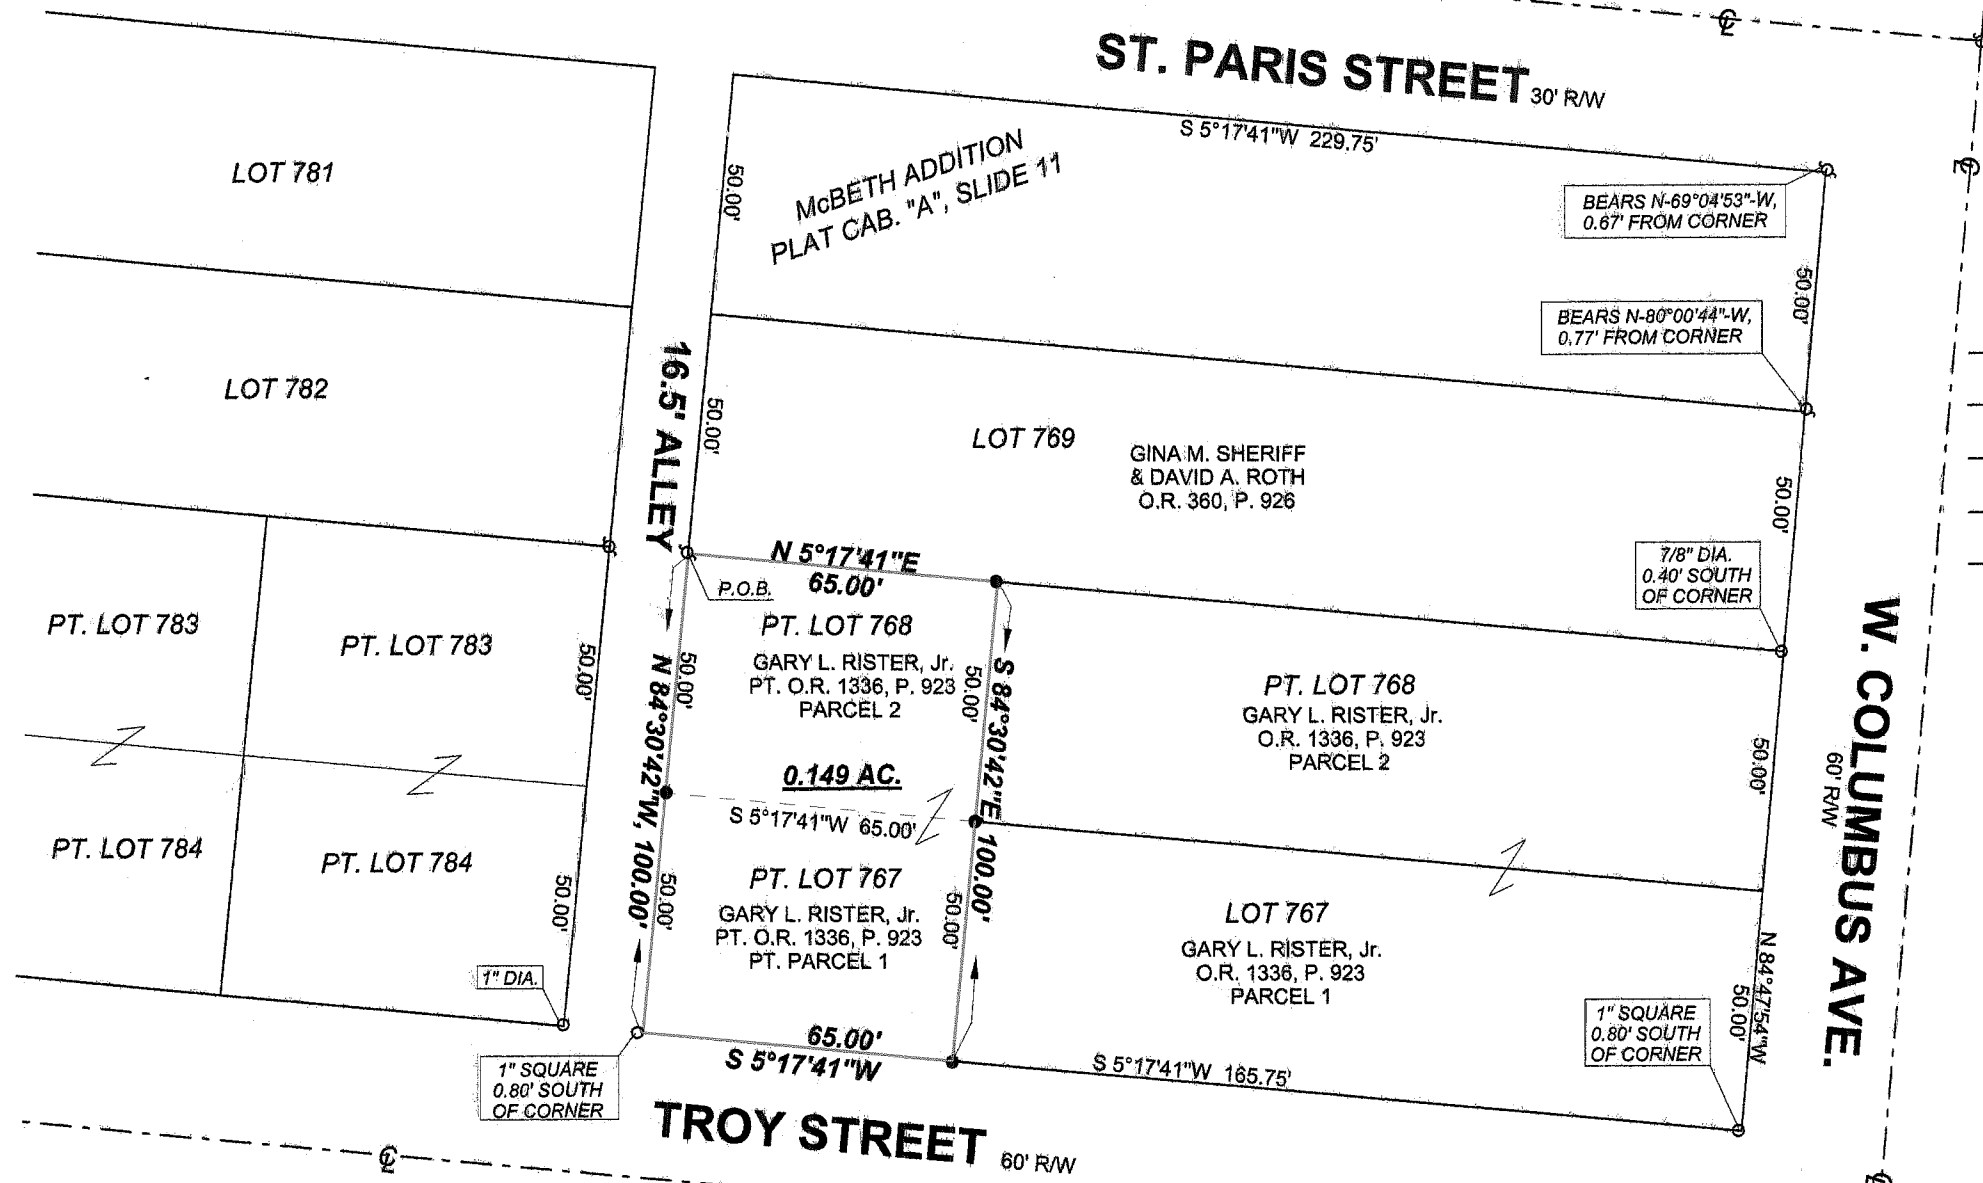 ST. PARIS STREET 30' R/W
S 5°17'41"W 229.75'
McBETH ADDITION
PLAT CAB. "A", SLIDE 11
LOT 781
50.00'
BEARS N-69°04'53"-W,
0.67' FROM CORNER
50.00'
BEARS N-80°00'44"-W,
0.77' FROM CORNER
LOT 782
16.5' ALLEY
50.00'
LOT 769
GINA M. SHERIFF
& DAVID A. ROTH
O.R. 360, P. 926
50.00'
7/8" DIA.
0.40' SOUTH
OF CORNER
N 5°17'41"E
65.00'
P.O.B.
PT. LOT 783
PT. LOT 783
50.00'
N 84°30'42"W, 100.00'
50.00'
PT. LOT 768
GARY L. RISTER, Jr.
PT. O.R. 1336, P. 923
PARCEL 2
50.00'
S 84°30'42"E 100.00'
PT. LOT 768
GARY L. RISTER, Jr.
O.R. 1336, P. 923
PARCEL 2
50.00'
W. COLUMBUS AVE.
60' R/W
0.149 AC.
S 5°17'41"W 65.00'
PT. LOT 784
PT. LOT 784
50.00'
50.00'
PT. LOT 767
GARY L. RISTER, Jr.
PT. O.R. 1336, P. 923
PT. PARCEL 1
50.00'
LOT 767
GARY L. RISTER, Jr.
O.R. 1336, P. 923
PARCEL 1
N 84°47'54"W
50.00'
1" DIA.
1" SQUARE
0.80' SOUTH
OF CORNER
65.00'
S 5°17'41"W
S 5°17'41"W 165.75'
1" SQUARE
0.80' SOUTH
OF CORNER
TROY STREET 60' R/W